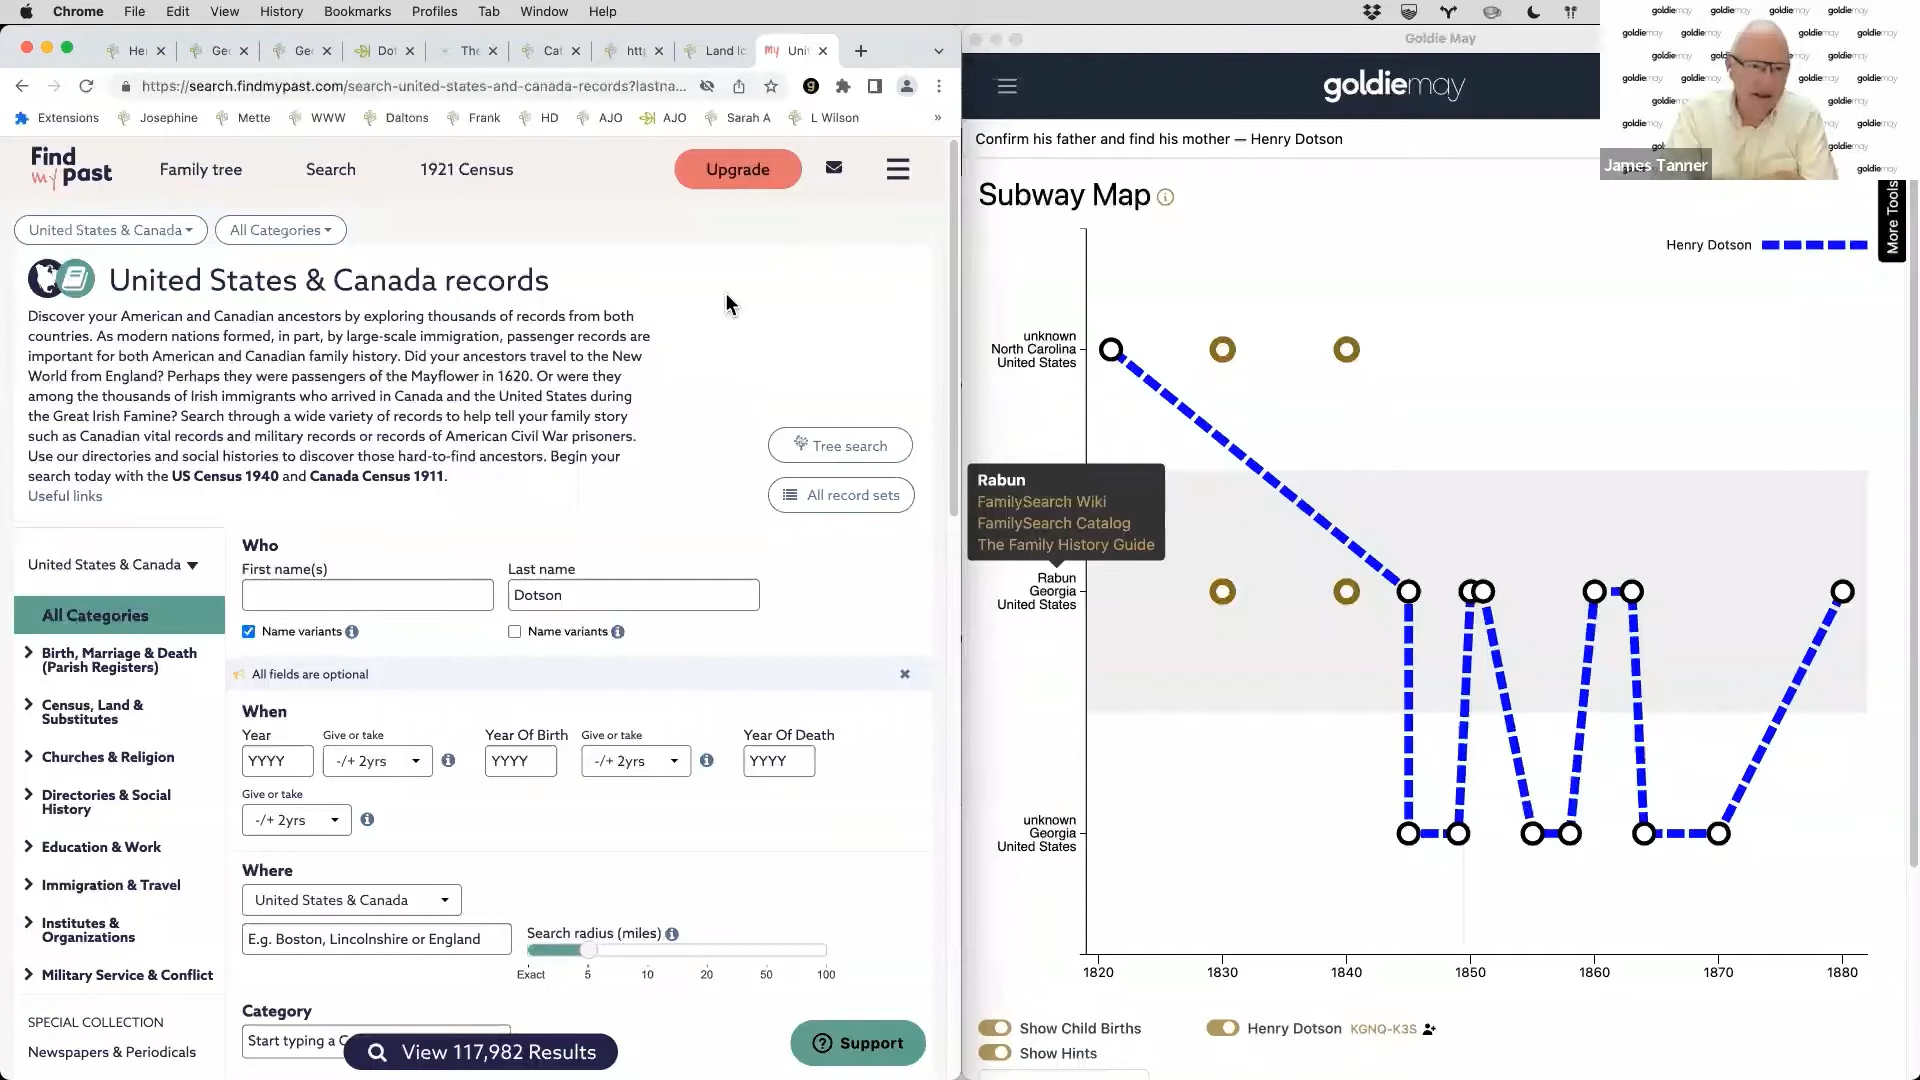 Chrome File Edit View History Bookmarks Profiles Tab Window Help
Goldie May
Her Geo Geo Dot The Cat http Land lo my Unit
https://search.findmypast.com/search-united-states-and-canada-records?lastna...
Extensions Josephine Mette WWW Daltons Frank HD AJO AJO Sarah A L Wilson »
Find my past
Family tree Search 1921 Census Upgrade
United States & Canada All Categories
United States & Canada records
Discover your American and Canadian ancestors by exploring thousands of records from both
countries. As modern nations formed, in part, by large-scale immigration, passenger records are
important for both American and Canadian family history. Did your ancestors travel to the New
World from England? Perhaps they were passengers of the Mayflower in 1620. Or were they
among the thousands of Irish immigrants who arrived in Canada and the United States during
the Great Irish Famine? Search through a wide variety of records to help tell your family story
such as Canadian vital records and military records or records of American Civil War prisoners.
Use our directories and social histories to discover those hard-to-find ancestors. Begin your
search today with the US Census 1940 and Canada Census 1911.
Useful links
Tree search
All record sets
United States & Canada
All Categories
Birth, Marriage & Death
(Parish Registers)
Census, Land &
Substitutes
Churches & Religion
Directories & Social
History
Education & Work
Immigration & Travel
Institutes &
Organizations
Military Service & Conflict
SPECIAL COLLECTION
Newspapers & Periodicals
Who
First name(s) Last name
Dotson
Name variants Name variants
All fields are optional
When
Year Give or take Year Of Birth Give or take Year Of Death
YYYY -/+ 2yrs YYYY -/+ 2yrs YYYY
Give or take
-/+ 2yrs
Where
United States & Canada
E.g. Boston, Lincolnshire or England
Search radius (miles)
Exact 5 10 20 50 100
Category
Start typing a C
View 117,982 Results
Support
goldiemay
Confirm his father and find his mother — Henry Dotson
James Tanner
More Tools
Subway Map
Henry Dotson
unknown
North Carolina
United States
Rabun
FamilySearch Wiki
FamilySearch Catalog
The Family History Guide
Rabun
Georgia
United States
unknown
Georgia
United States
1820 1830 1840 1850 1860 1870 1880
Show Child Births Henry Dotson KGNQ-K3S
Show Hints